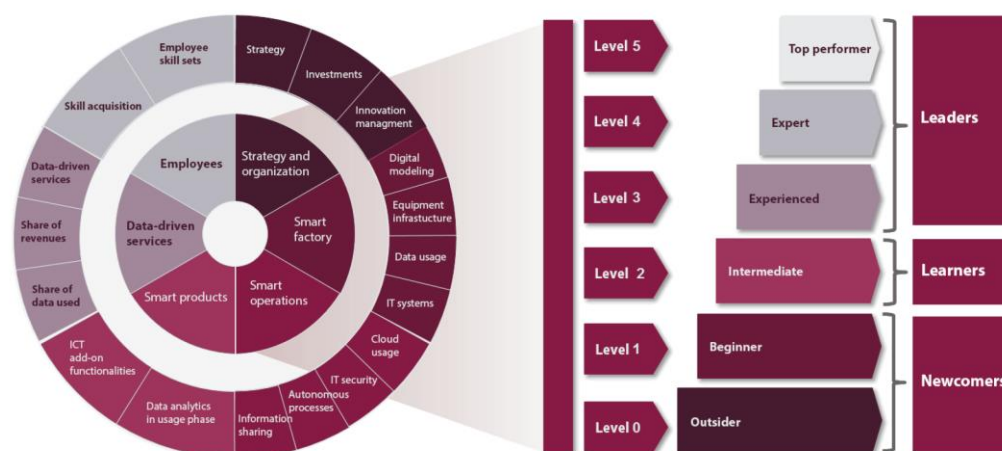 Strategy
Investments
Innovation
managment
Digital
modeling
Equipment
infrastucture
Data usage
IT systems
Cloud
usage
IT security
Autonomous
processes
Information
sharing
Data analytics
in usage phase
ICT
add-on
functionalities
Share of
data used
Share of
revenues
Data-driven
services
Skill acquisition
Employee
skill sets
Employees
Strategy and
organization
Smart
factory
Smart
operations
Smart products
Data-driven
services
Level 5
Top performer
Level 4
Expert
Leaders
Level 3
Experienced
Level 2
Intermediate
Learners
Level 1
Beginner
Newcomers
Level 0
Outsider